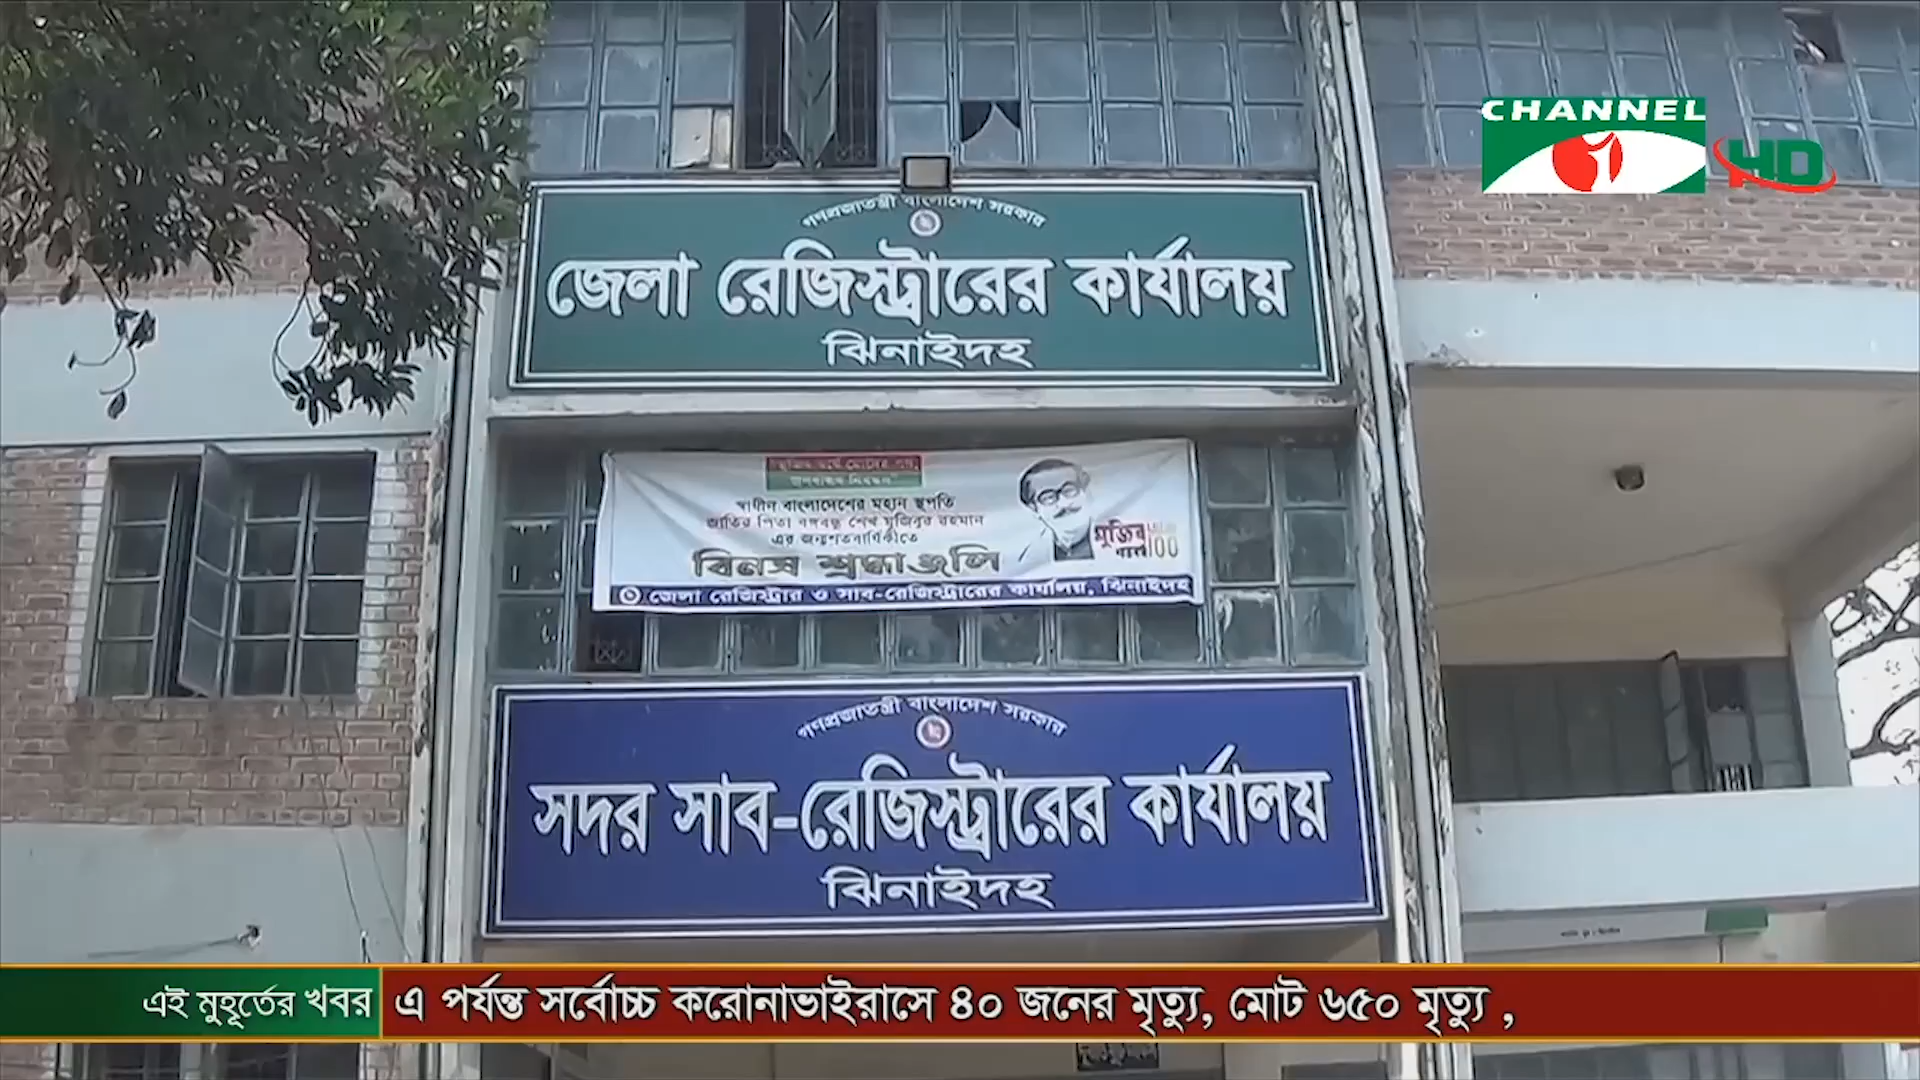 CHANNEL
HD
গণপ্রজাতন্ত্রী বাংলাদেশ সরকার
জেলা রেজিস্ট্রারের কার্যালয়
ঝিনাইদহ
স্বাধীন বাংলাদেশের মহান স্থপতি
জাতির পিতা বঙ্গবন্ধু শেখ মুজিবুর রহমান
এর জন্মশতবার্ষিকীতে
বিনম্র শ্রদ্ধাঞ্জলি
মুজিব
100
জেলা রেজিস্ট্রার ও সাব-রেজিস্ট্রারের কার্যালয়, ঝিনাইদহ
গণপ্রজাতন্ত্রী বাংলাদেশ সরকার
সদর সাব-রেজিস্ট্রারের কার্যালয়
ঝিনাইদহ
এই মুহূর্তের খবর
এ পর্যন্ত সর্বোচ্চ করোনাভাইরাসে ৪০ জনের মৃত্যু, মোট ৬৫০ মৃত্যু ,